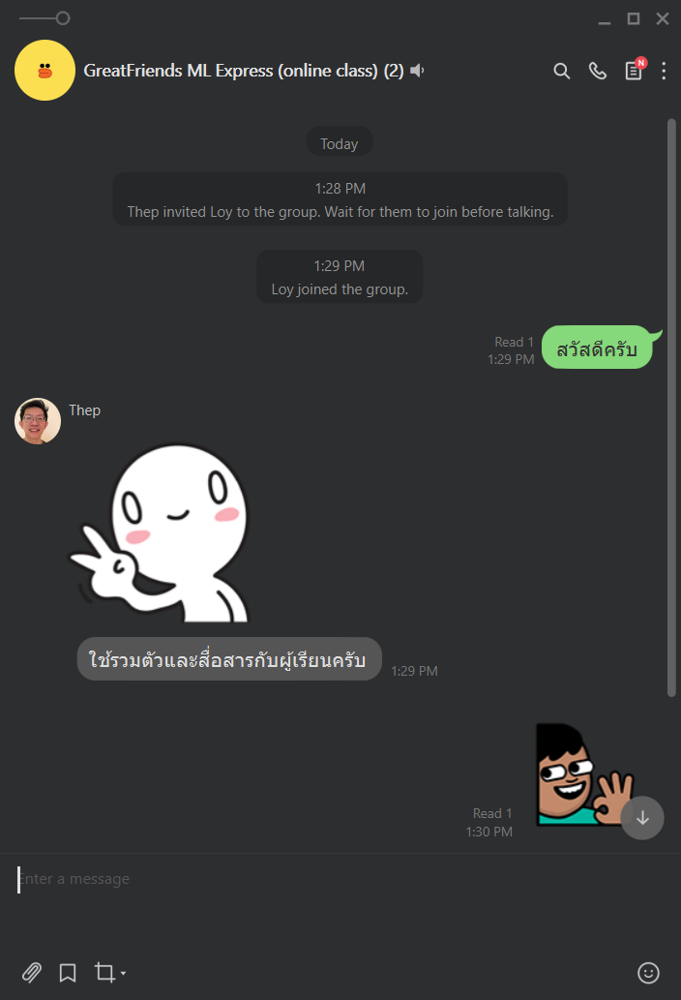 GreatFriends ML Express (online class) (2)
N
Today
1:28 PM
Thep invited Loy to the group. Wait for them to join before talking.
1:29 PM
Loy joined the group.
Read 1
1:29 PM
สวัสดีครับ
Thep
ใช้รวมตัวและสื่อสารกับผู้เรียนครับ
1:29 PM
Read 1
1:30 PM
Enter a message